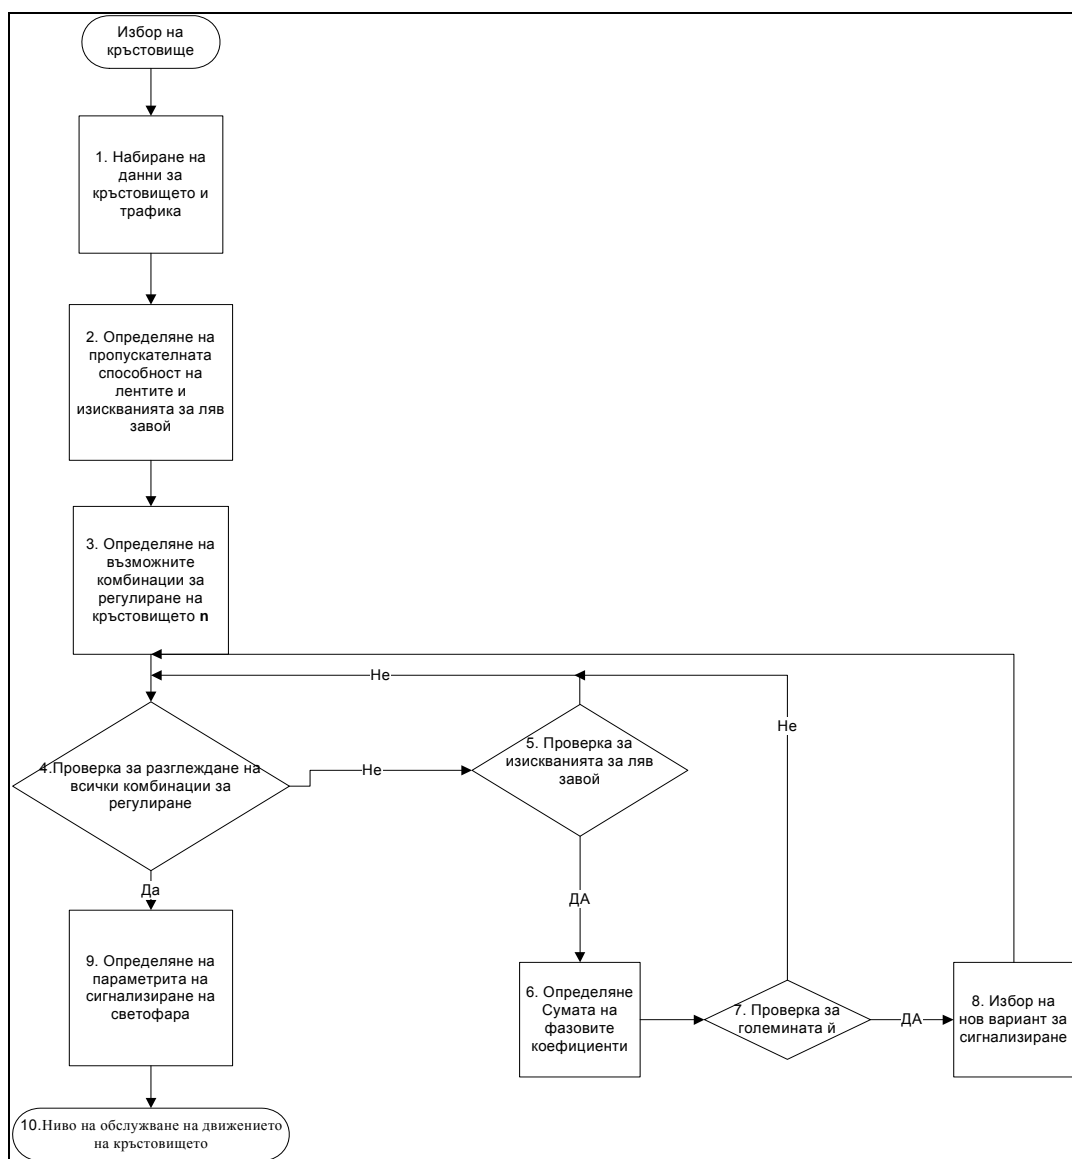 Избор на
кръстовище
1. Набиране на
данни за
кръстовището и
трафика
2. Определяне на
пропускателната
способност на
лентите и
изискванията за ляв
завой
3. Определяне на
възможните
комбинации за
регулиране на
кръстовището n
Не
Не
4.Проверка за разглеждане на
всички комбинации за
регулиране
Не
5. Проверка за
изискванията за ляв
завой
Да
ДА
9. Определяне на
параметрита на
сигнализиране на
светофара
6. Определяне
Сумата на
фазовите
коефициенти
7. Проверка за
големината й
ДА
8. Избор на
нов вариант за
сигнализиране
10.Ниво на обслужване на движението
на кръстовището